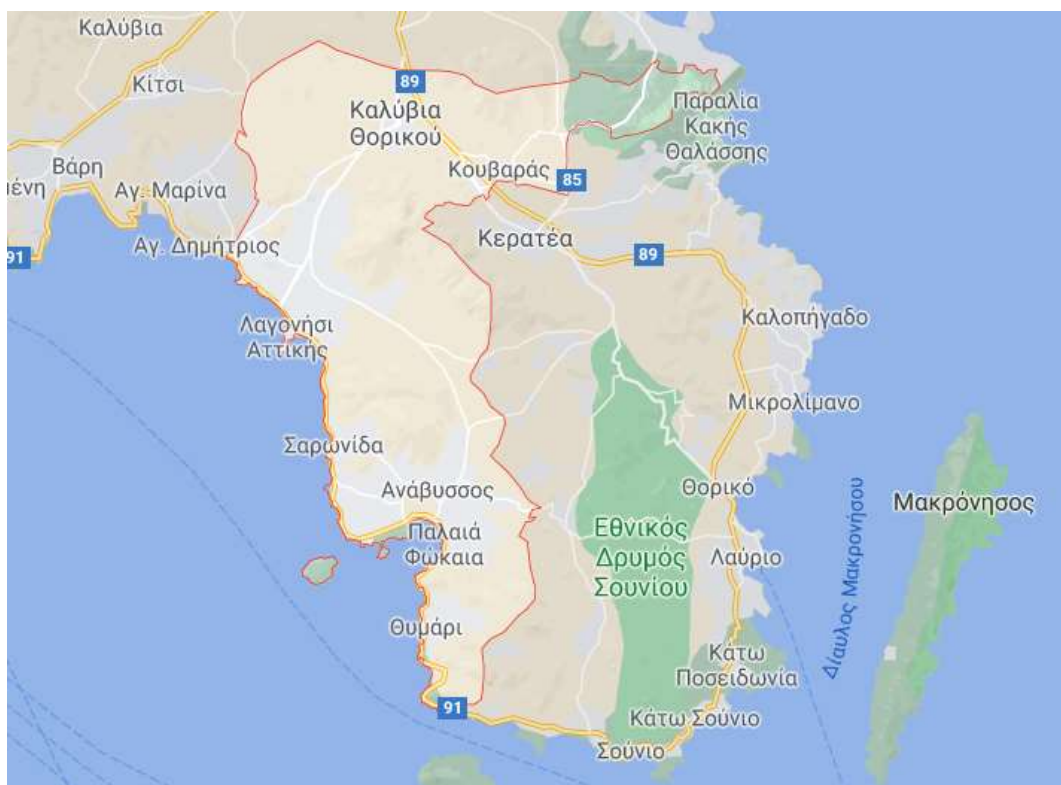 Καλύβια
Κίτσι
89
Καλύβια
Θορικού
Παραλία
Κακής
Θαλάσσης
Βάρη
Κουβαράς
85
Αγ. Μαρίνα
Αγ. Δημήτριος
Κερατέα
89
91
Λαγονήσι
Αττικής
Καλοπήγαδο
Μικρολίμανο
Σαρωνίδα
Ανάβυσσος
Θορικό
Μακρόνησος
Παλαιά
Φώκαια
Εθνικός
Δρυμός
Σουνίου
Λαύριο
Δίαυλος Μακρονήσου
Θυμάρι
Κάτω
Ποσειδωνία
91
Κάτω Σούνιο
Σούνιο